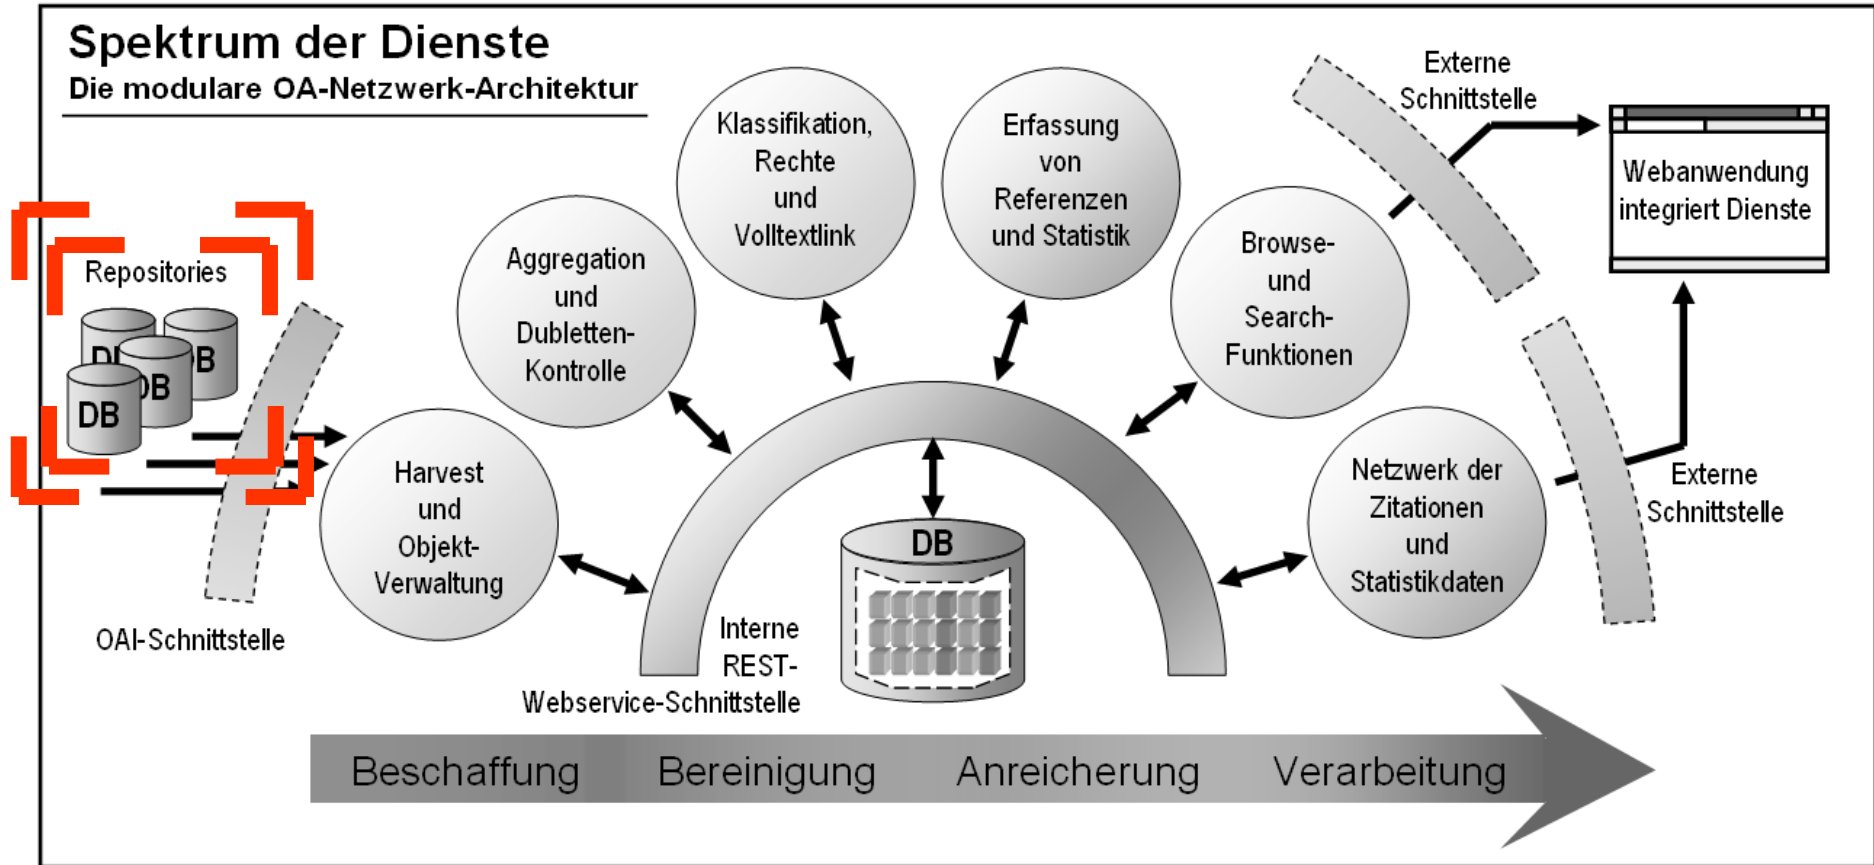 Spektrum der Dienste
Die modulare OA-Netzwerk-Architektur
Repositories
DB
DB
DB
DB
OAI-Schnittstelle
Harvest
und
Objekt-
Verwaltung
Aggregation
und
Dubletten-
Kontrolle
Klassifikation,
Rechte
und
Volltextlink
Erfassung
von
Referenzen
und Statistik
Browse-
und
Search-
Funktionen
Netzwerk der
Zitationen
und
Statistikdaten
Externe
Schnittstelle
Webanwendung
integriert Dienste
Externe
Schnittstelle
DB
Interne
REST-
Webservice-Schnittstelle
Beschaffung
Bereinigung
Anreicherung
Verarbeitung